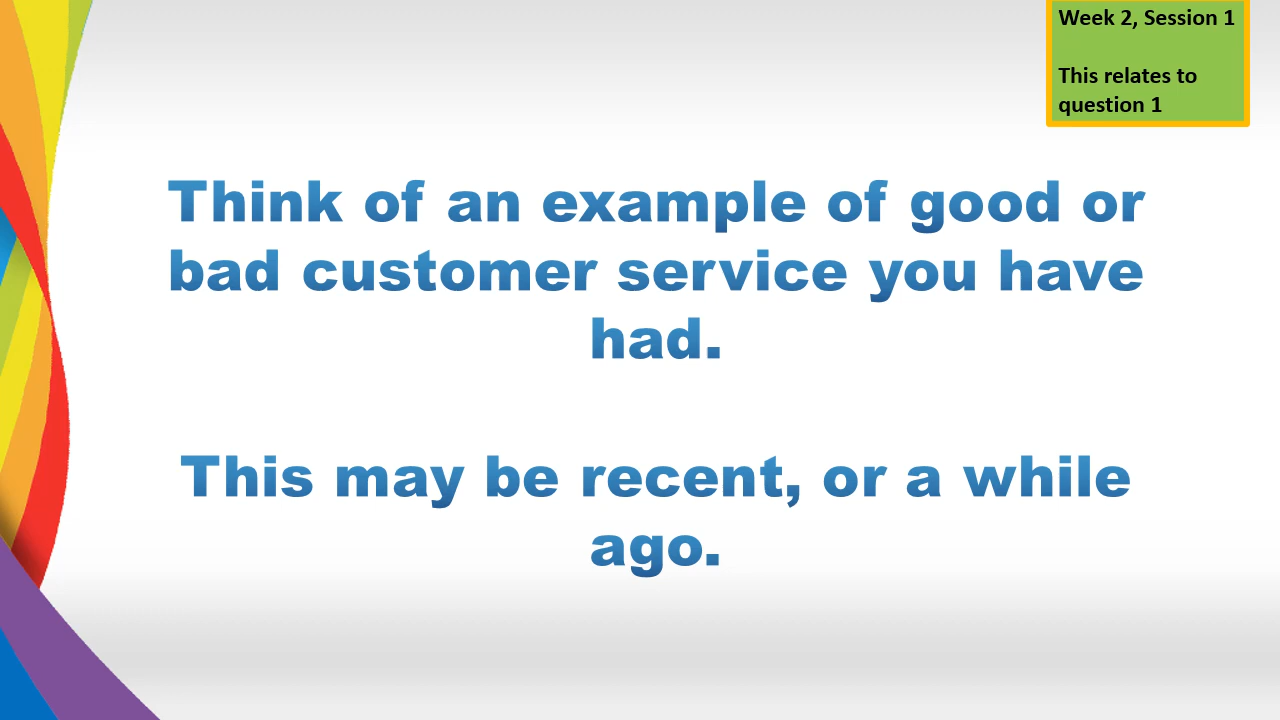 Week 2, Session 1
This relates to
question 1
Think of an example of good or
bad customer service you have
had.
This may be recent, or a while
ago.